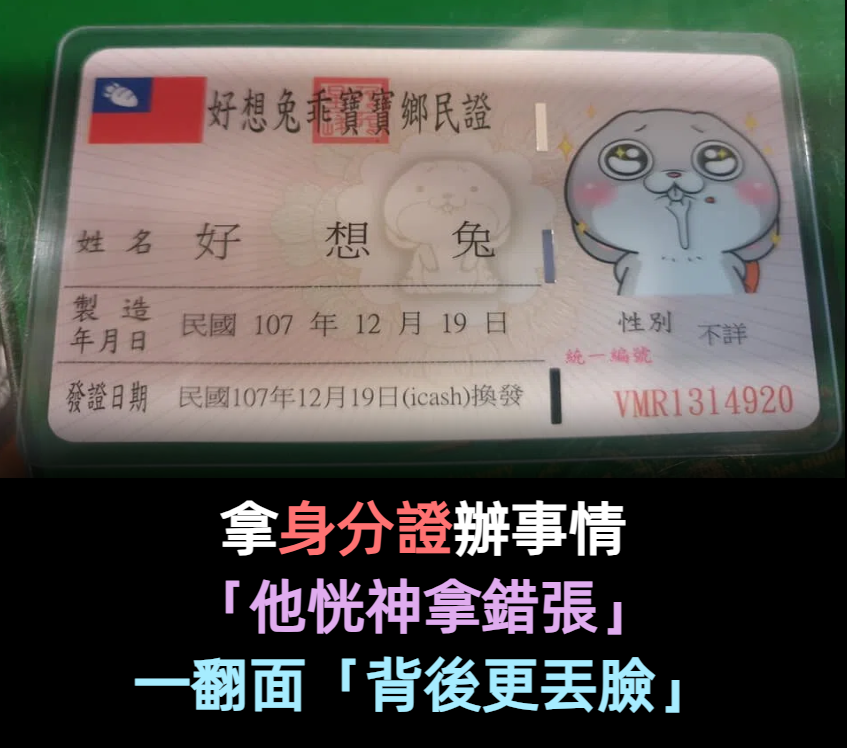 好想兔乖寶寶鄉民證
姓名 好想兔
製造年月日 民國 107 年 12 月 19 日
性別 不詳
統一編號
VMR1314920
發證日期 民國107年12月19日(icash)換發
拿身分證辦事情
「他恍神拿錯張」
一翻面「背後更丟臉」